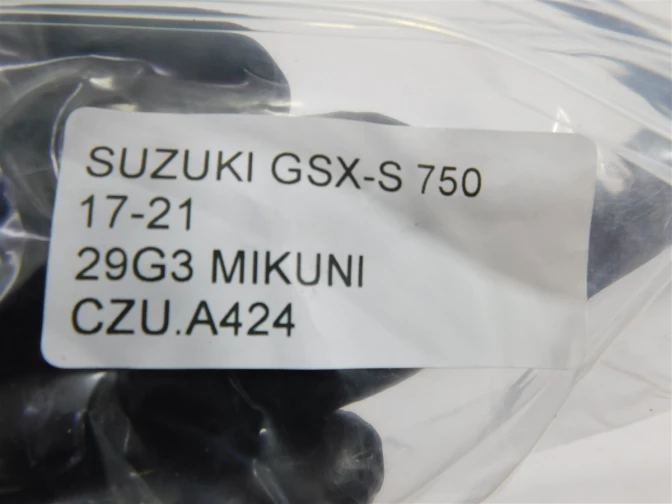 SUZUKI GSX-S 750
17-21
29G3 MIKUNI
CZU.A424